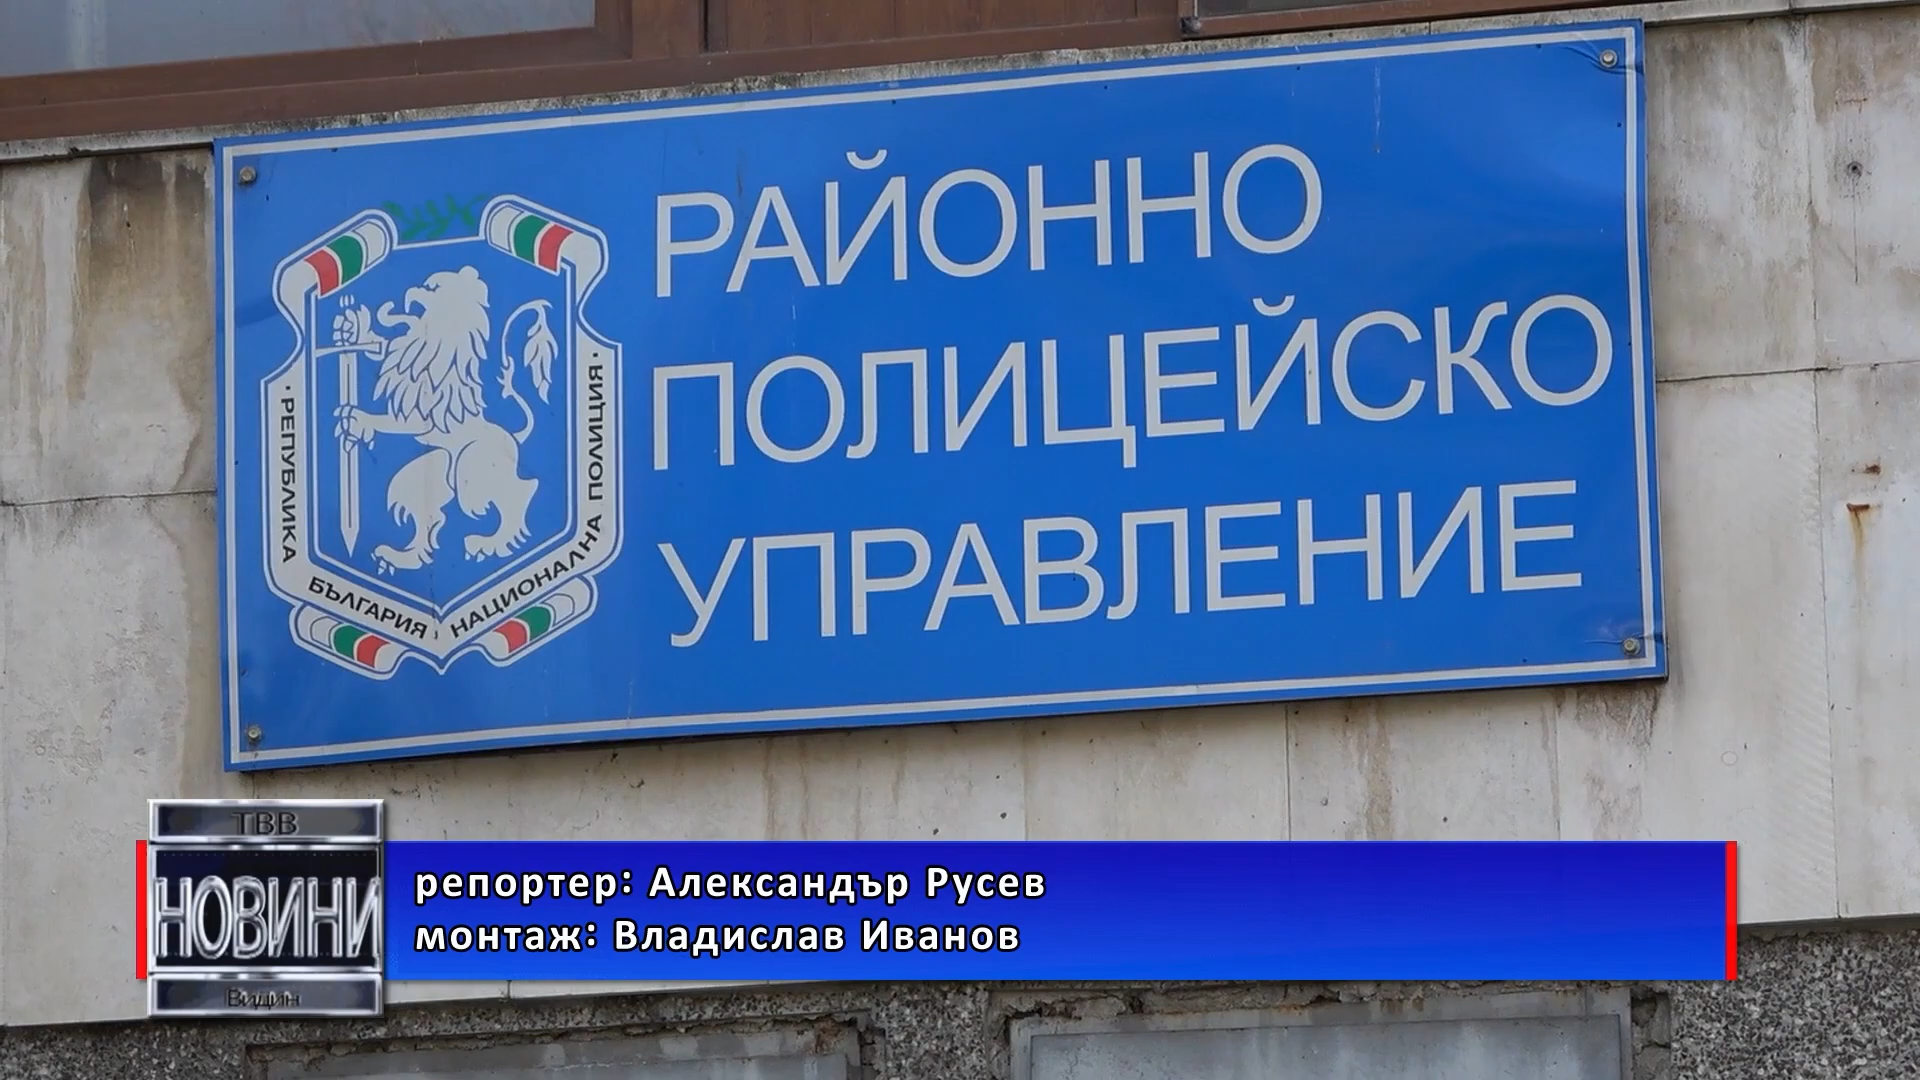 РАЙОННО
ПОЛИЦЕЙСКО
УПРАВЛЕНИЕ
· РЕПУБЛИКА БЪЛГАРИЯ НАЦИОНАЛНА ПОЛИЦИЯ ·
ТВВ
НОВИНИ
Видин
репортер: Александър Русев
монтаж: Владислав Иванов